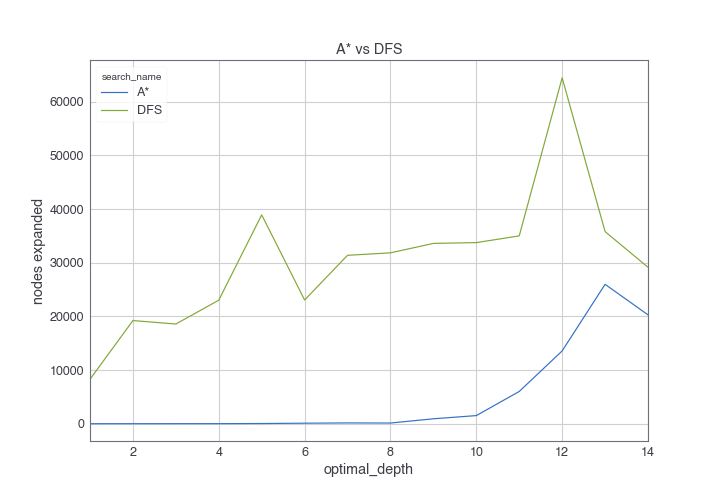 A* vs DFS
search_name
A*
DFS
60000
50000
40000
30000
20000
10000
0
nodes expanded
2
4
6
8
10
12
14
optimal_depth